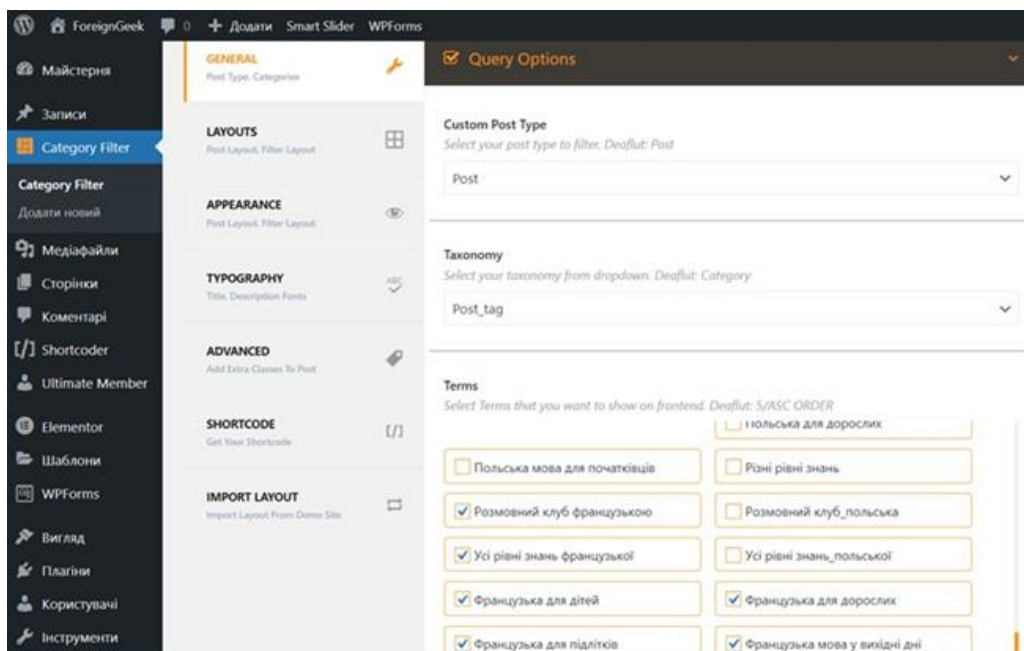 ForeignGeek 0 Додати Smart Slider WPForms
Майстерня
Записи
Category Filter
Category Filter
Додати новий
Медіафайли
Сторінки
Коментарі
Shortcoder
Ultimate Member
Elementor
Шаблони
WPForms
Вигляд
Плагіни
Користувачі
Інструменти
GENERAL
Post Type, Categories
LAYOUTS
Post Layout, Filter Layout
APPEARANCE
Post Layout, Filter Layout
TYPOGRAPHY
Title, Description Fonts
ADVANCED
Add Extra Classes To Post
SHORTCODE
Get Your Shortcode
IMPORT LAYOUT
Import Layout From Demo Site
Query Options
Custom Post Type
Select your post type to filter. Deaflut: Post
Post
Taxonomy
Select your taxonomy from dropdown. Deaflut: Category
Post_tag
Terms
Select Terms that you want to show on frontend. Deaflut: S/ASC ORDER
Польська для дорослих
Польська мова для початківців Різні рівні знань
Розмовний клуб французькою Розмовний клуб_польська
Усі рівні знань французької Усі рівні знань_польської
Французька для дітей Французька для дорослих
Французька для підлітків Французька мова у вихідні дні